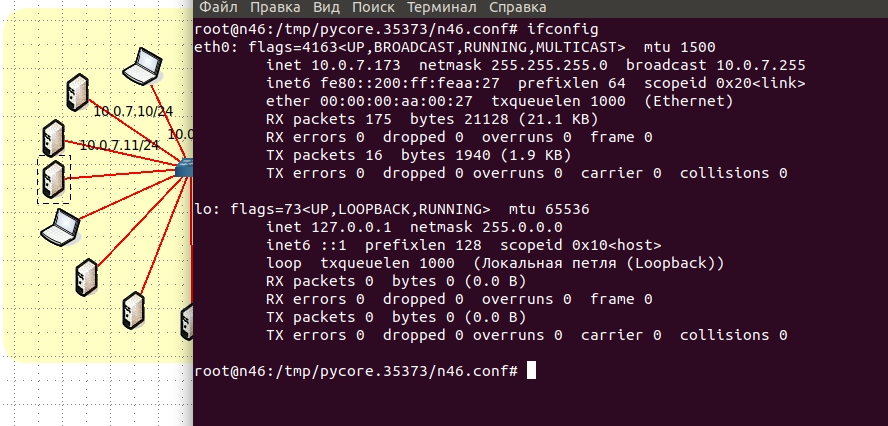 Файл Правка Вид Поиск Терминал Справка
root@n46:/tmp/pycore.35373/n46.conf# ifconfig
eth0: flags=4163<UP,BROADCAST,RUNNING,MULTICAST>  mtu 1500
inet 10.0.7.173  netmask 255.255.255.0  broadcast 10.0.7.255
inet6 fe80::200:ff:feaa:27  prefixlen 64  scopeid 0x20<link>
ether 00:00:00:aa:00:27  txqueuelen 1000  (Ethernet)
RX packets 175  bytes 21128 (21.1 KB)
RX errors 0  dropped 0  overruns 0  frame 0
TX packets 16  bytes 1940 (1.9 KB)
TX errors 0  dropped 0 overruns 0  carrier 0  collisions 0
lo: flags=73<UP,LOOPBACK,RUNNING>  mtu 65536
inet 127.0.0.1  netmask 255.0.0.0
inet6 ::1  prefixlen 128  scopeid 0x10<host>
loop  txqueuelen 1000  (Локальная петля (Loopback))
RX packets 0  bytes 0 (0.0 B)
RX errors 0  dropped 0  overruns 0  frame 0
TX packets 0  bytes 0 (0.0 B)
TX errors 0  dropped 0 overruns 0  carrier 0  collisions 0
root@n46:/tmp/pycore.35373/n46.conf#
10.0.7.10/24
10.0.7.11/24